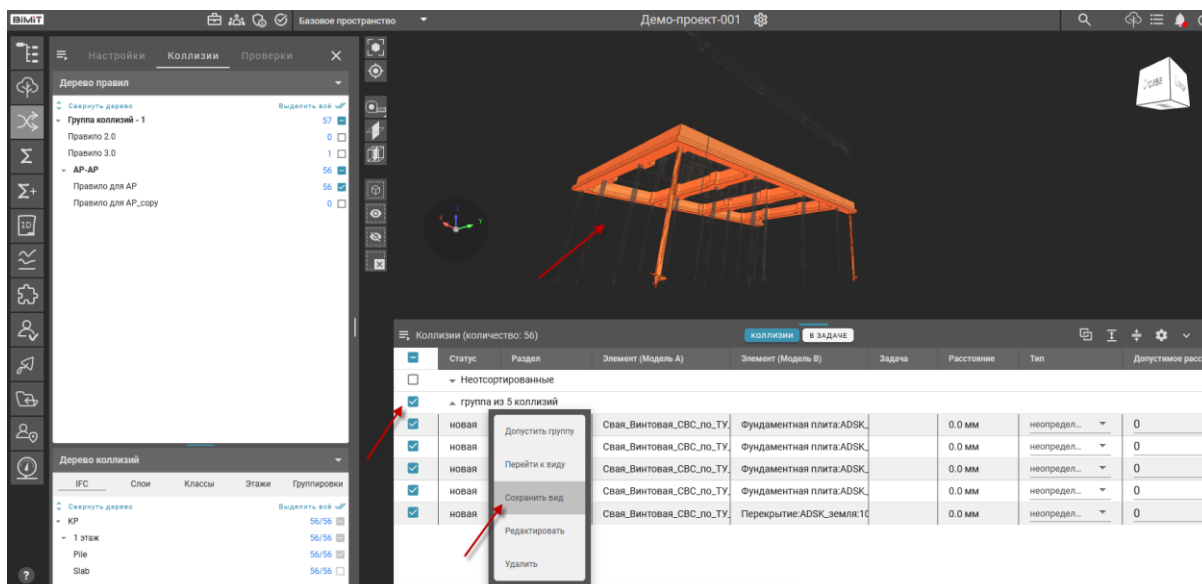 BiMiT
Базовое пространство
Демо-проект-001
Настройки Коллизии Проверки
Дерево правил
Свернуть дерево Выделить всё
Группа коллизий - 1 57
Правило 2.0 0
Правило 3.0 1
АР-АР 56
Правило для АР 56
Правило для АР_copy 0
X Z Y
Справа
Коллизии (количество: 56) КОЛЛИЗИИ В ЗАДАЧЕ
Статус Раздел Элемент (Модель А) Элемент (Модель В) Задача Расстояние Тип Допустимое расс
Неотсортированные
группа из 5 коллизий
новая Свая_Винтовая_СВС_по_ТУ_ Фундаментная плита:ADSK_ 0.0 мм неопредел... 0
новая Свая_Винтовая_СВС_по_ТУ_ Фундаментная плита:ADSK_ 0.0 мм неопредел... 0
новая Свая_Винтовая_СВС_по_ТУ_ Фундаментная плита:ADSK_ 0.0 мм неопредел... 0
новая Свая_Винтовая_СВС_по_ТУ_ Фундаментная плита:ADSK_ 0.0 мм неопредел... 0
новая Свая_Винтовая_СВС_по_ТУ_ Перекрытие:ADSK_земля:10 0.0 мм неопредел... 0
Допустить группу
Перейти к виду
Сохранить вид
Редактировать
Удалить
Дерево коллизий
IFC Слои Классы Этажи Группировки
Свернуть дерево Выделить всё
КР 56/56
1 этаж 56/56
Pile 56/56
Slab 56/56